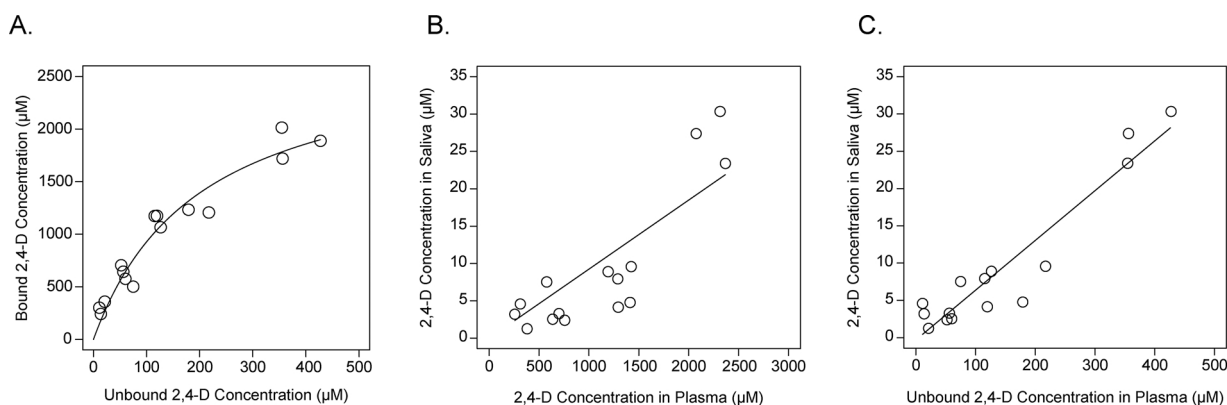 A.
2500
2000
1500
1000
500
0
Bound 2,4-D Concentration (µM)
0 100 200 300 400 500
Unbound 2,4-D Concentration (µM)
B.
35
30
25
20
15
10
5
0
2,4-D Concentration in Saliva (µM)
0 500 1000 1500 2000 2500 3000
2,4-D Concentration in Plasma (µM)
C.
35
30
25
20
15
10
5
0
2,4-D Concentration in Saliva (µM)
0 100 200 300 400 500
Unbound 2,4-D Concentration in Plasma (µM)